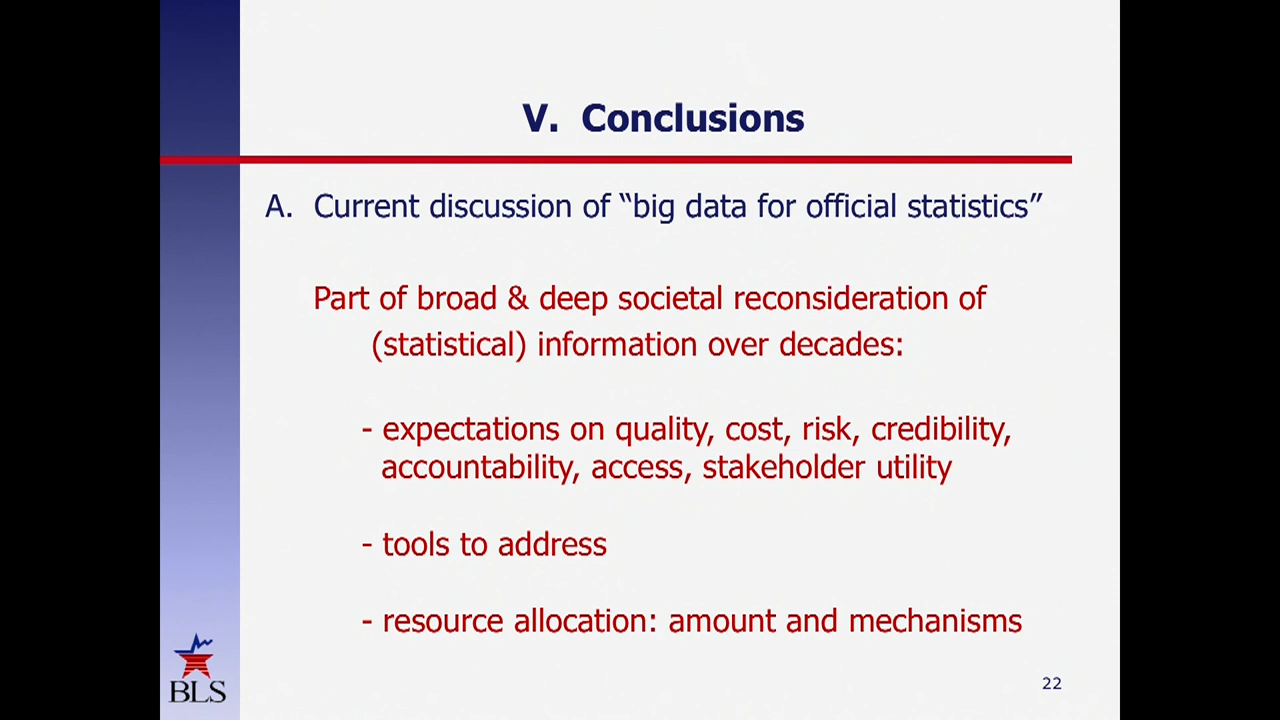 V. Conclusions
A. Current discussion of “big data for official statistics”
Part of broad & deep societal reconsideration of
(statistical) information over decades:
- expectations on quality, cost, risk, credibility,
accountability, access, stakeholder utility
- tools to address
- resource allocation: amount and mechanisms
BLS
22